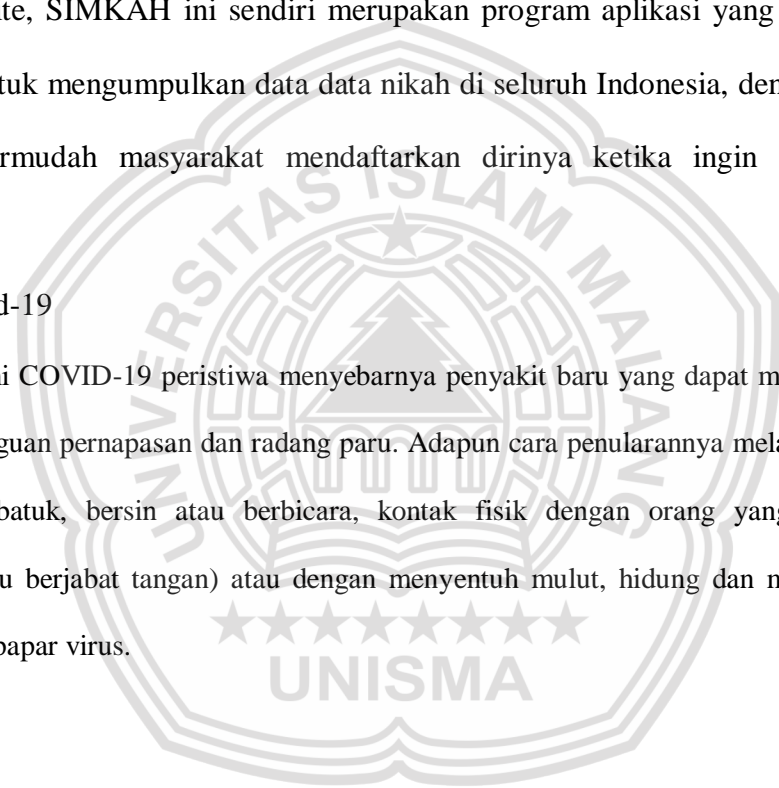 ite, SIMKAH ini sendiri merupakan program aplikasi yang
tuk mengumpulkan data data nikah di seluruh Indonesia, den
rmudah masyarakat mendaftarkan dirinya ketika ingin
d-19
ni COVID-19 peristiwa menyebarnya penyakit baru yang dapat m
guan pernapasan dan radang paru. Adapun cara penularannya mela
batuk, bersin atau berbicara, kontak fisik dengan orang yang
u berjabat tangan) atau dengan menyentuh mulut, hidung dan m
papar virus.
UNIVERSITAS ISLAM MALANG
UNISMA